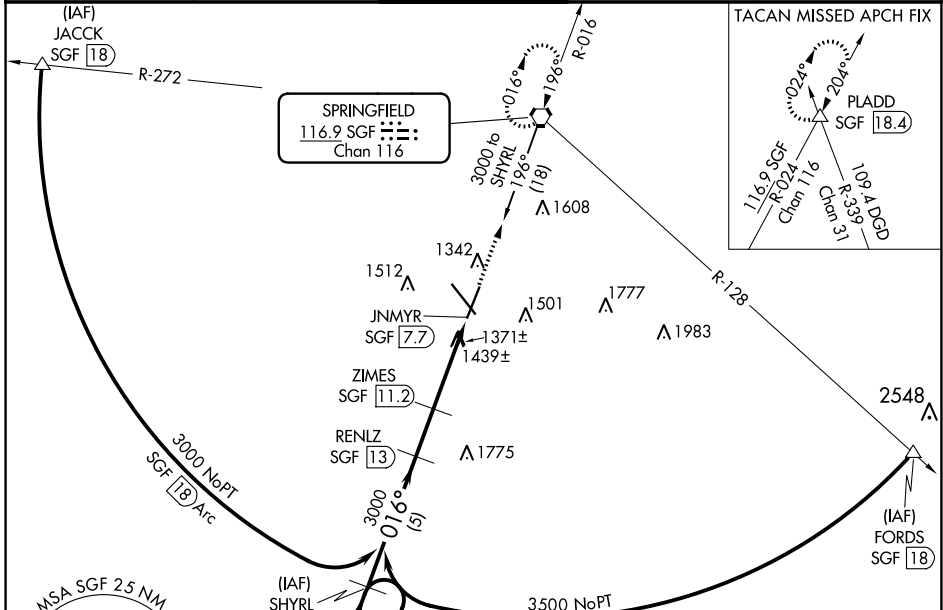 (IAF)
JACCK
SGF 18
R-272
SPRINGFIELD
116.9 SGF
Chan 116
016°
196°
R-016
3000 to
SHYRL
196°
(18)
TACAN MISSED APCH FIX
024°
204°
PLADD
SGF 18.4
116.9 SGF
R-024
Chan 116
109.4 DGD
R-339
Chan 31
1608
1342
1512
JNMYR
SGF 7.7
1501
1777
1983
1371±
1439±
R-128
ZIMES
SGF 11.2
2548
RENLZ
SGF 13
1775
3000 NoPT
SGF 18 Arc
3000
016°
(5)
(IAF)
FORDS
SGF 18
(IAF)
SHYRL
MSA SGF 25 NM
3500 NoPT